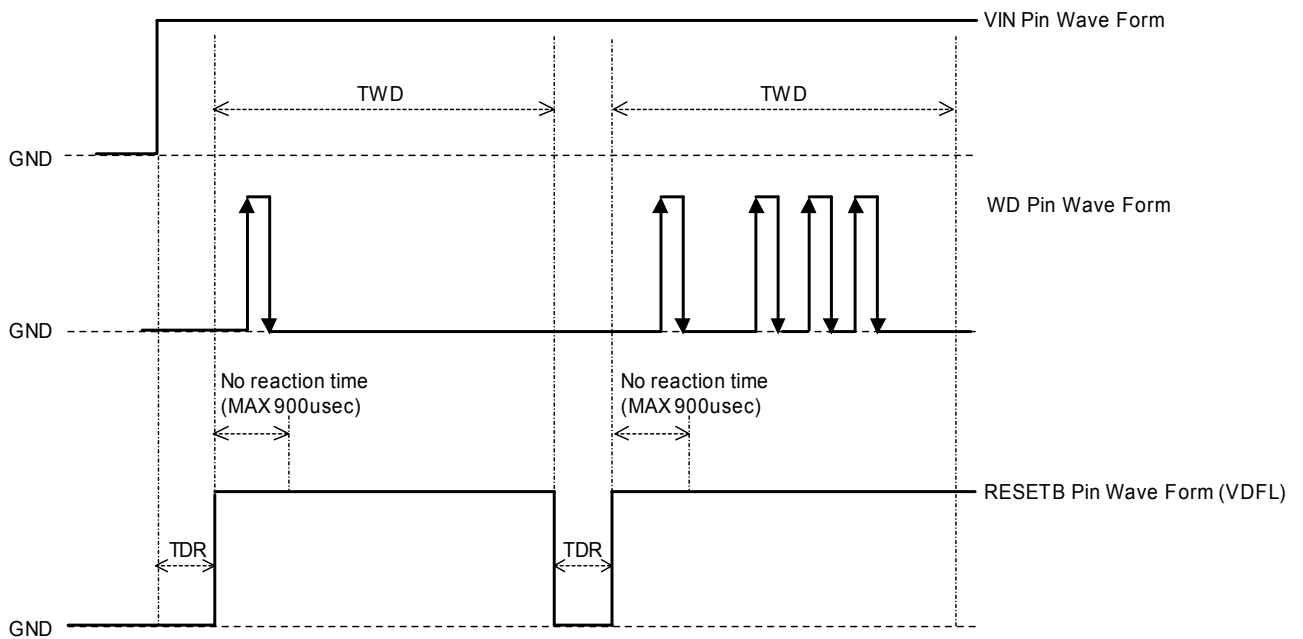 VIN Pin Wave Form
TWD
TWD
GND
WD Pin Wave Form
GND
No reaction time
(MAX 900usec)
No reaction time
(MAX 900usec)
RESETB Pin Wave Form (VDFL)
TDR
TDR
GND